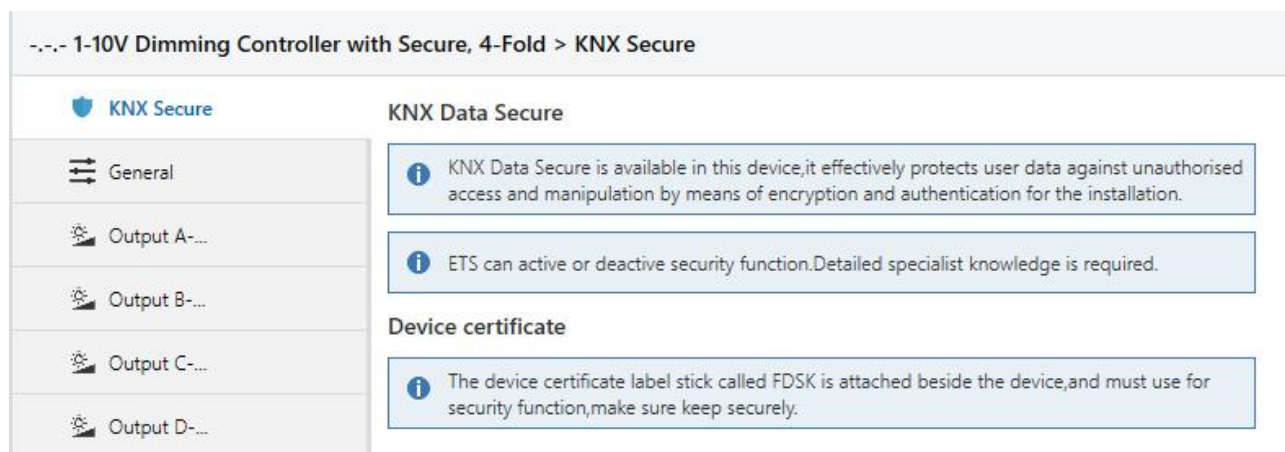 -.-.- 1-10V Dimming Controller with Secure, 4-Fold > KNX Secure
KNX Secure
General
Output A-...
Output B-...
Output C-...
Output D-...
KNX Data Secure
KNX Data Secure is available in this device,it effectively protects user data against unauthorised
access and manipulation by means of encryption and authentication for the installation.
ETS can active or deactive security function.Detailed specialist knowledge is required.
Device certificate
The device certificate label stick called FDSK is attached beside the device,and must use for
security function,make sure keep securely.